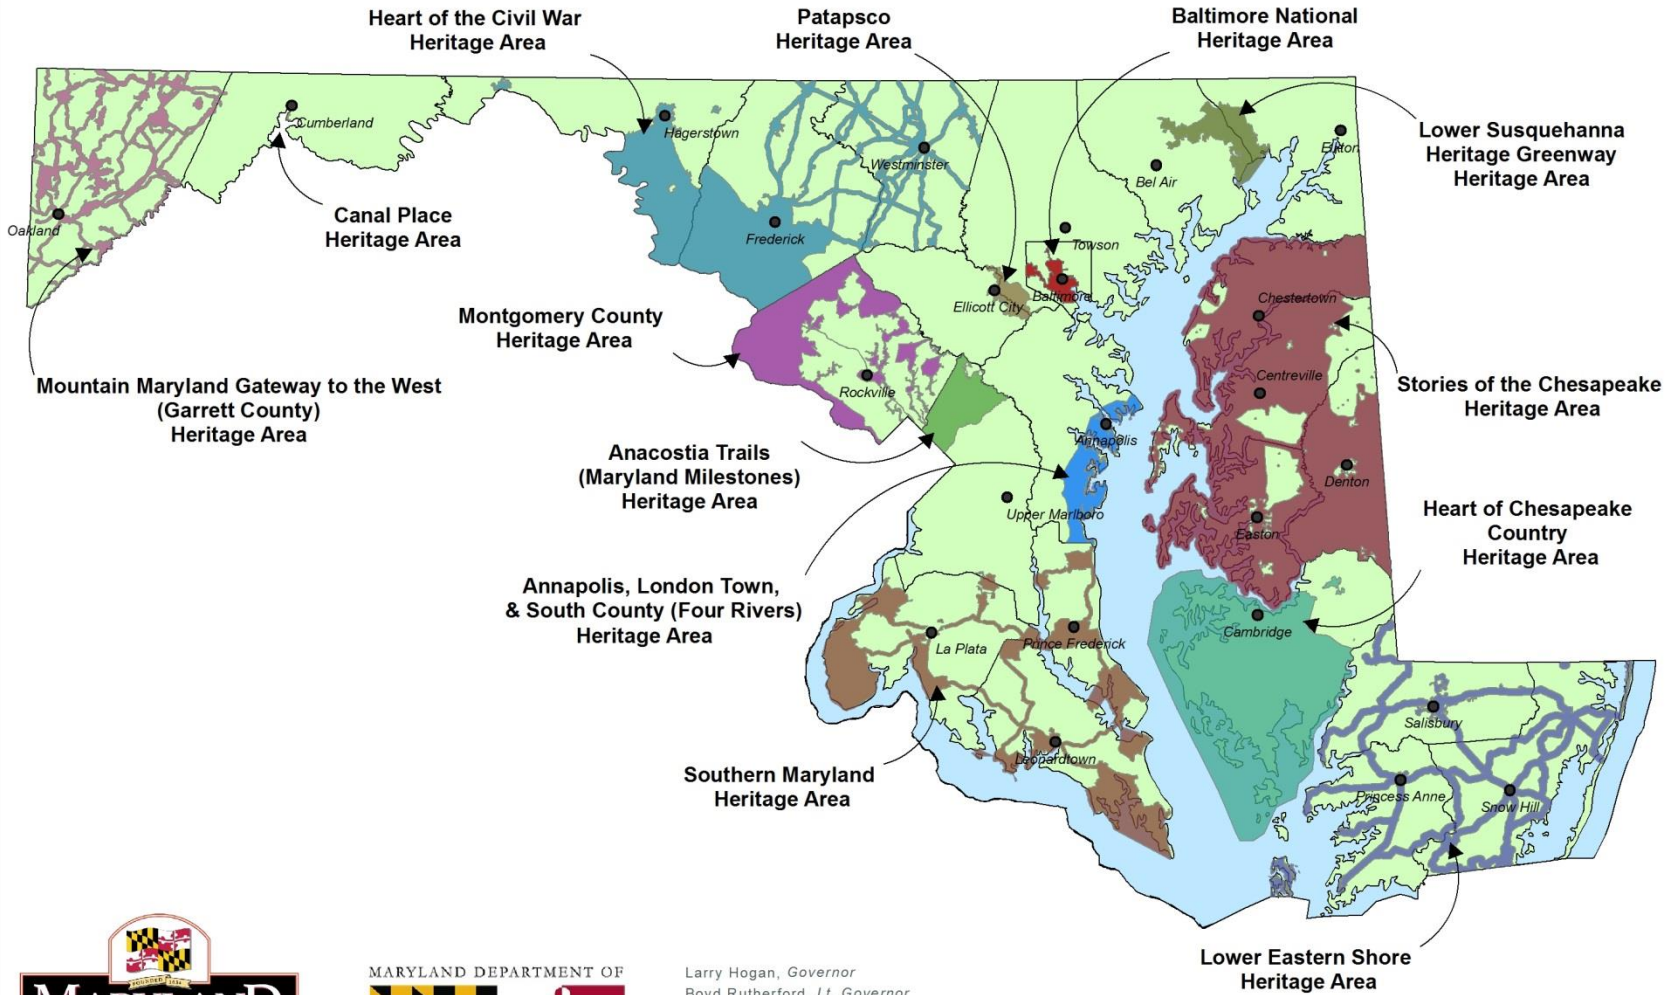 Heart of the Civil War
Heritage Area
Patapsco
Heritage Area
Baltimore National
Heritage Area
Lower Susquehanna
Heritage Greenway
Heritage Area
Cumberland
Hagerstown
Westminster
Elkton
Bel Air
Canal Place
Heritage Area
Oakland
Frederick
Towson
Ellicott City
Baltimore
Chestertown
Montgomery County
Heritage Area
Mountain Maryland Gateway to the West
(Garrett County)
Heritage Area
Rockville
Centreville
Stories of the Chesapeake
Heritage Area
Anacostia Trails
(Maryland Milestones)
Heritage Area
Annapolis
Denton
Upper Marlboro
Easton
Heart of Chesapeake
Country
Heritage Area
Annapolis, London Town,
& South County (Four Rivers)
Heritage Area
La Plata
Prince Frederick
Cambridge
Salisbury
Leonardtown
Southern Maryland
Heritage Area
Princess Anne
Snow Hill
Lower Eastern Shore
Heritage Area
MARYLAND
MARYLAND DEPARTMENT OF
Larry Hogan, Governor
Boyd Rutherford, Lt. Governor